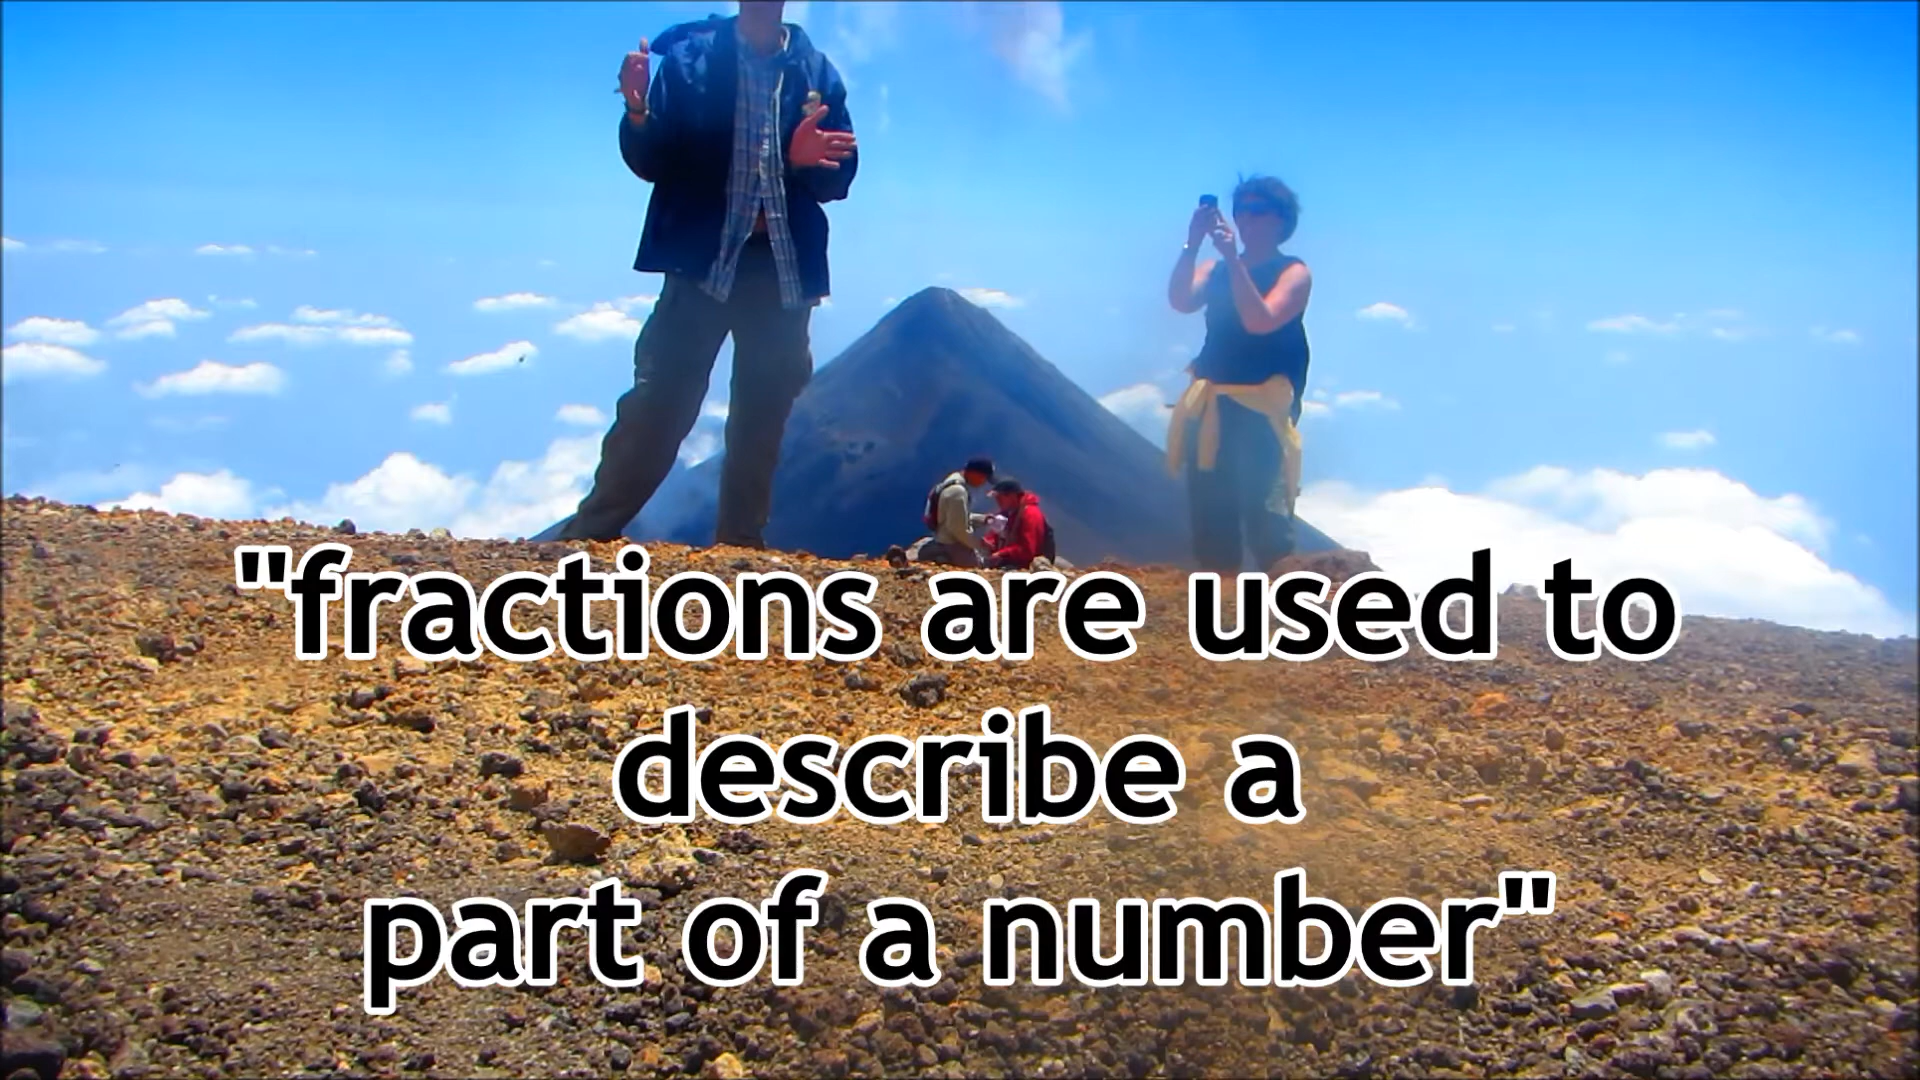 "fractions are used to
describe a
part of a number"